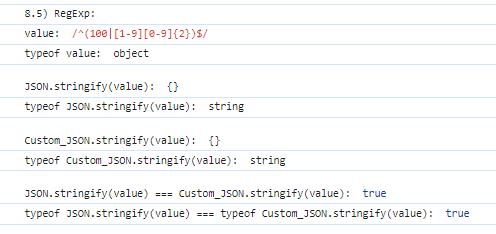 8.5) RegExp:
value:  /^(100|[1-9][0-9]{2})$/
typeof value:  object
JSON.stringify(value):  {}
typeof JSON.stringify(value):  string
Custom_JSON.stringify(value):  {}
typeof Custom_JSON.stringify(value):  string
JSON.stringify(value) === Custom_JSON.stringify(value):  true
typeof JSON.stringify(value) === typeof Custom_JSON.stringify(value):  true